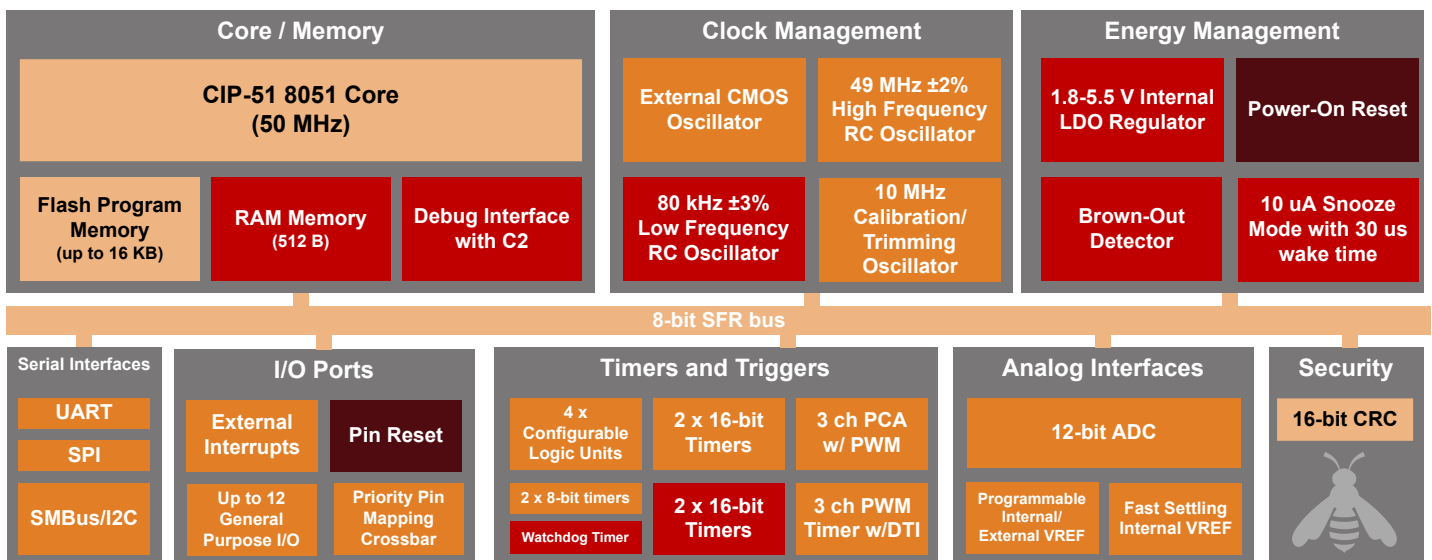 Core / Memory
CIP-51 8051 Core
(50 MHz)
Flash Program
Memory
(up to 16 KB)
RAM Memory
(512 B)
Debug Interface
with C2
Clock Management
External CMOS
Oscillator
49 MHz ±2%
High Frequency
RC Oscillator
80 kHz ±3%
Low Frequency
RC Oscillator
10 MHz
Calibration/
Trimming
Oscillator
Energy Management
1.8-5.5 V Internal
LDO Regulator
Power-On Reset
Brown-Out
Detector
10 uA Snooze
Mode with 30 us
wake time
8-bit SFR bus
Serial Interfaces
UART
SPI
SMBus/I2C
I/O Ports
External
Interrupts
Pin Reset
Up to 12
General
Purpose I/O
Priority Pin
Mapping
Crossbar
Timers and Triggers
4 x
Configurable
Logic Units
2 x 16-bit
Timers
3 ch PCA
w/ PWM
2 x 8-bit timers
Watchdog Timer
2 x 16-bit
Timers
3 ch PWM
Timer w/DTI
Analog Interfaces
12-bit ADC
Programmable
Internal/
External VREF
Fast Settling
Internal VREF
Security
16-bit CRC